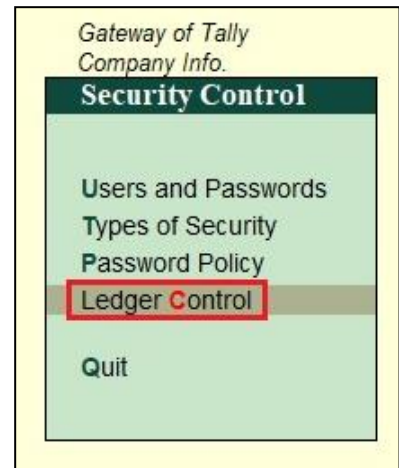 Gateway of Tally
Company Info.
Security Control
Users and Passwords
Types of Security
Password Policy
Ledger Control
Quit